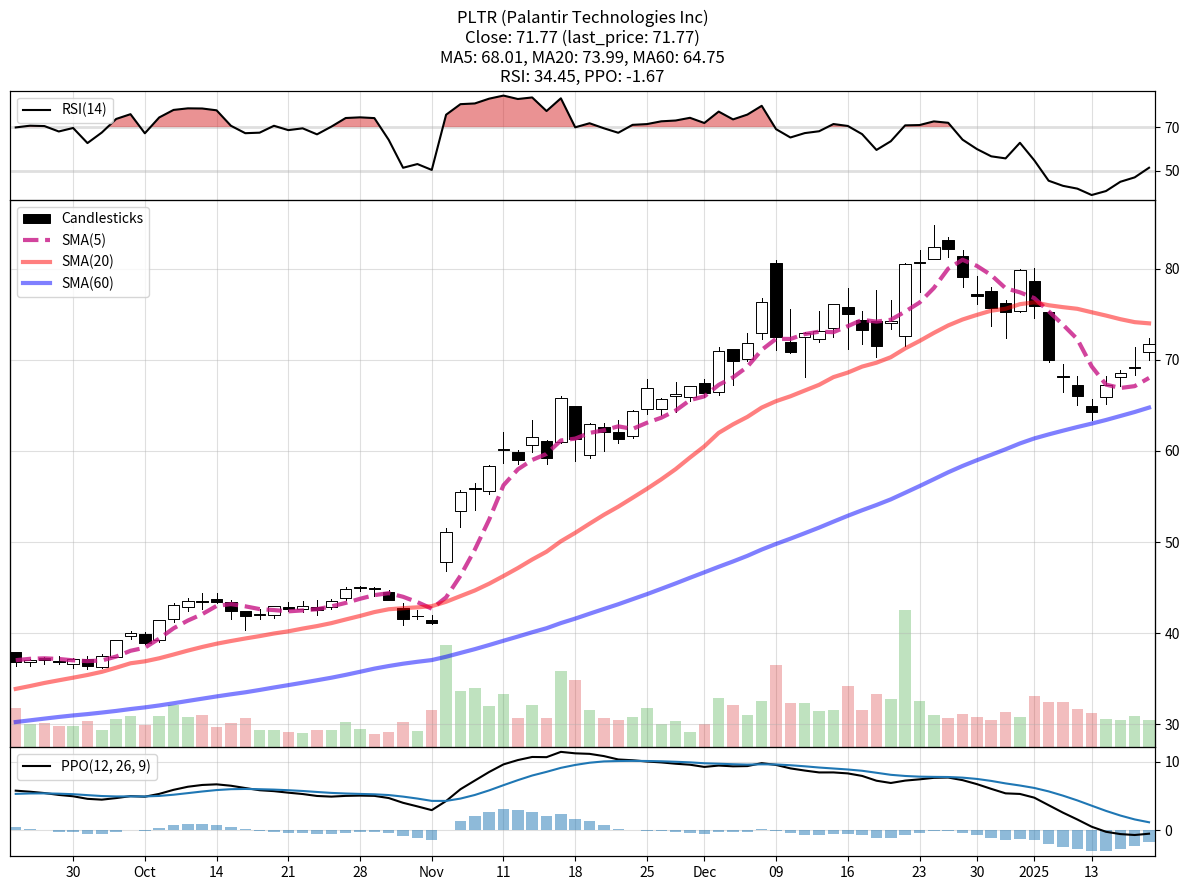 PLTR (Palantir Technologies Inc)
Close: 71.77 (last_price: 71.77)
MA5: 68.01, MA20: 73.99, MA60: 64.75
RSI: 34.45, PPO: -1.67
RSI(14)
70
50
Candlesticks
SMA(5)
SMA(20)
SMA(60)
80
70
60
50
40
30
PPO(12, 26, 9)
10
0
30 Oct 14 21 28 Nov 11 18 25 Dec 09 16 23 30 2025 13